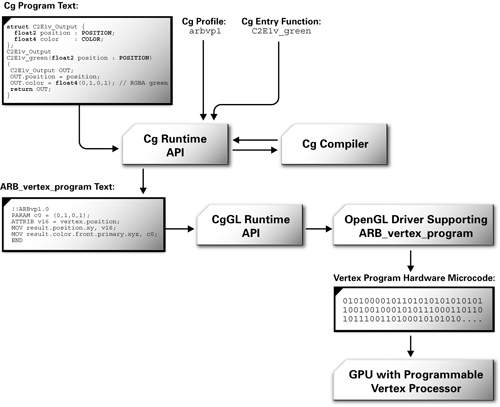 Cg Program Text:
struct C2E1v_Output {
float2 position : POSITION;
float4 color : COLOR;
};
C2E1v_Output
C2E1v_green(float2 position : POSITION)
{
C2E1v_Output OUT;
OUT.position = position;
OUT.color = float4(0,1,0,1); // RGBA green
return OUT;
}
Cg Profile:
arbvp1
Cg Entry Function:
C2E1v_green
Cg Runtime
API
Cg Compiler
ARB_vertex_program Text:
!!ARBvp1.0
PARAM c0 = (0,1,0,1);
ATTRIB v16 = vertex.position;
MOV result.position.xy, v16;
MOV result.color.front.primary.xyz, c0;
END
CgGL Runtime
API
OpenGL Driver Supporting
ARB_vertex_program
Vertex Program Hardware Microcode:
0101000010110101010101010101
1001001000101011100011 0110
1011100110100010101010....
GPU with Programmable
Vertex Processor